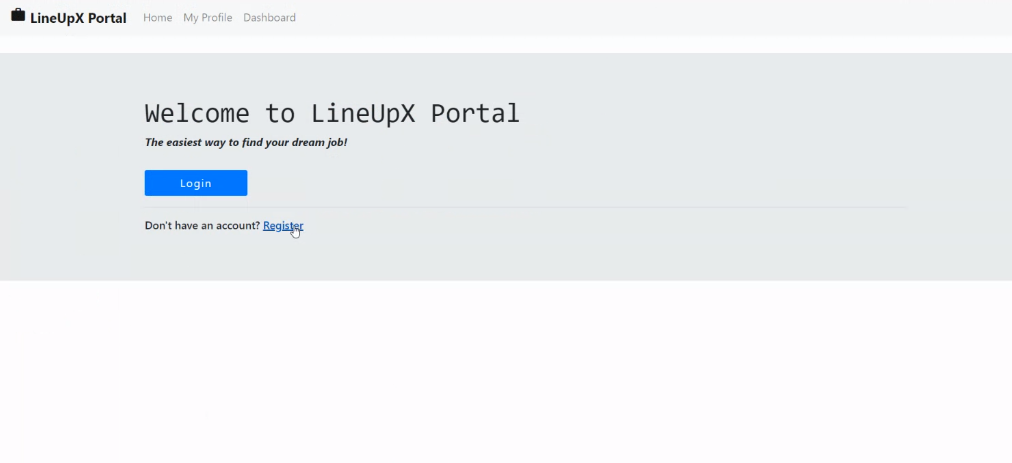 LineUpX Portal Home My Profile Dashboard
Welcome to LineUpX Portal
The easiest way to find your dream job!
Login
Don't have an account? Register